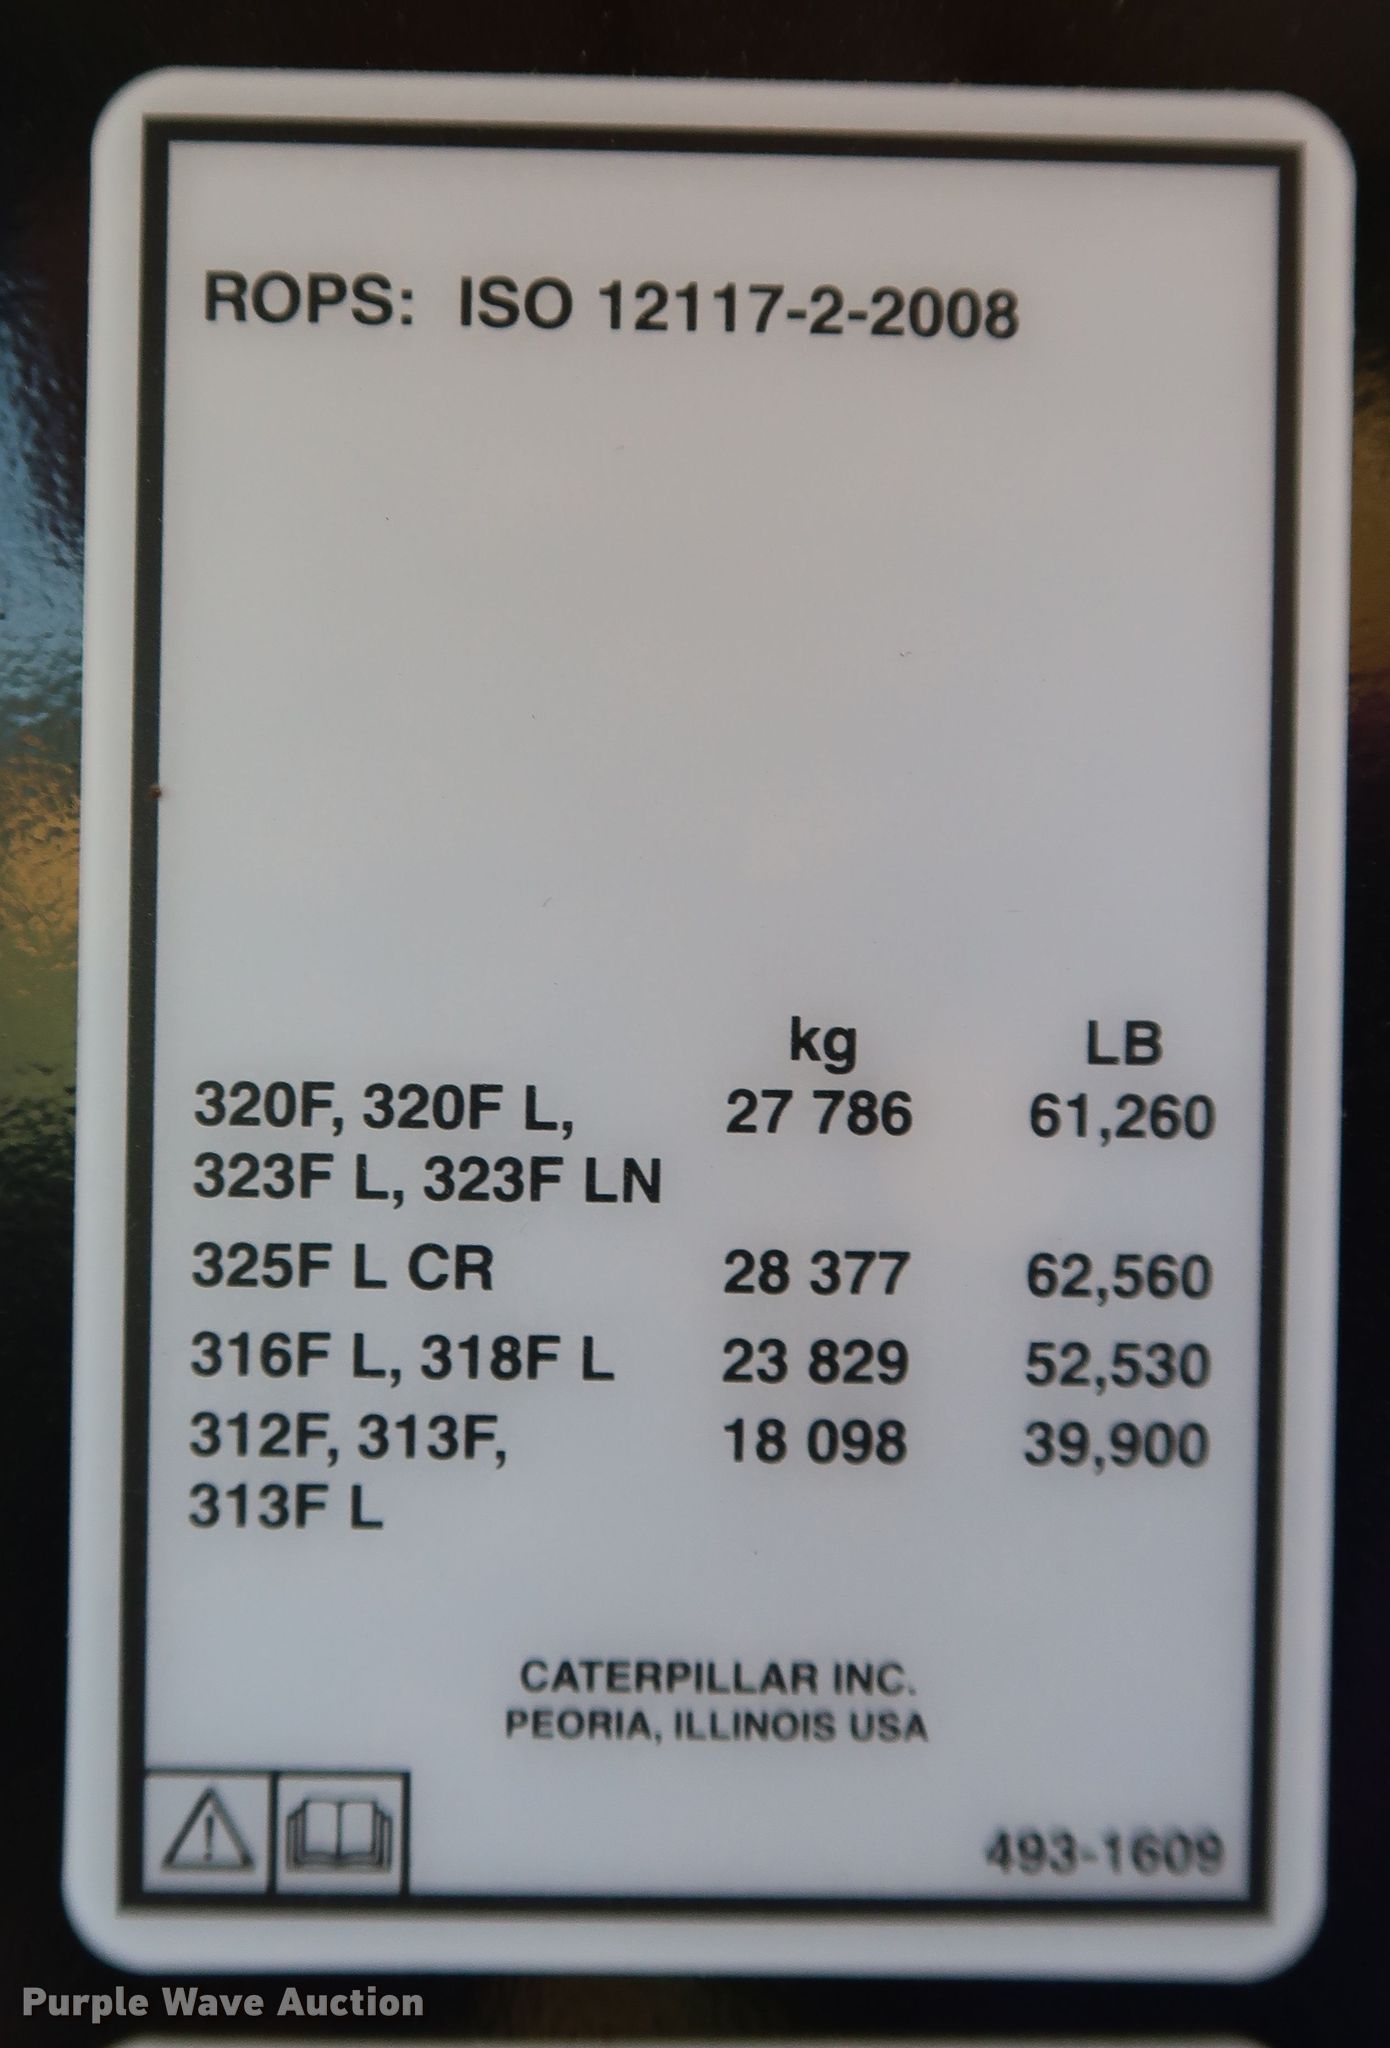 ROPS: ISO 12117-2-2008
kg LB
320F, 320F L, 27 786 61,260
323F L, 323F LN
325F L CR 28 377 62,560
316F L, 318F L 23 829 52,530
312F, 313F, 18 098 39,900
313F L
CATERPILLAR INC.
PEORIA, ILLINOIS USA
493-1609
Purple Wave Auction